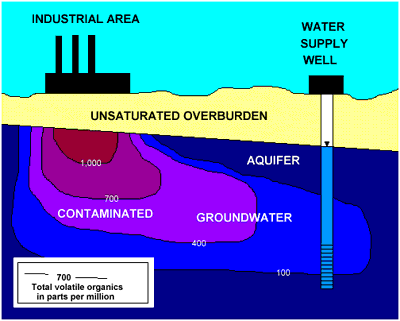 INDUSTRIAL AREA
WATER
SUPPLY
WELL
UNSATURATED OVERBURDEN
AQUIFER
1,000
700
CONTAMINATED
GROUNDWATER
400
100
700
Total volatile organics
in parts per million